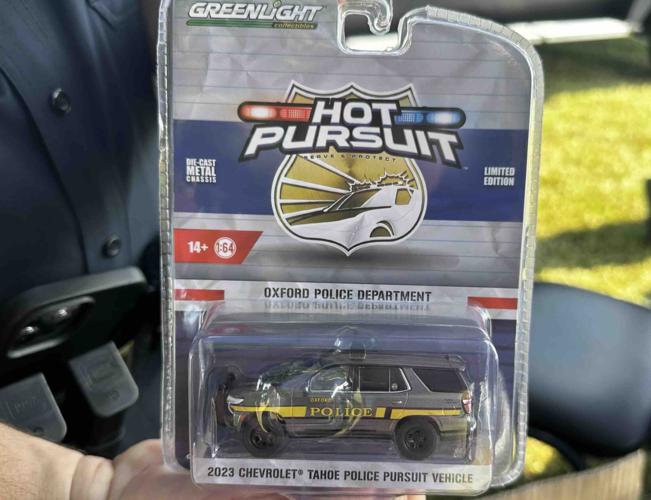 GREENLIGHT
collectibles
HOT
PURSUIT
SERVE & PROTECT
DIE-CAST
METAL
CHASSIS
LIMITED
EDITION
14+ 1:64
OXFORD POLICE DEPARTMENT
OXFORD
POLICE
2023 CHEVROLET® TAHOE POLICE PURSUIT VEHICLE